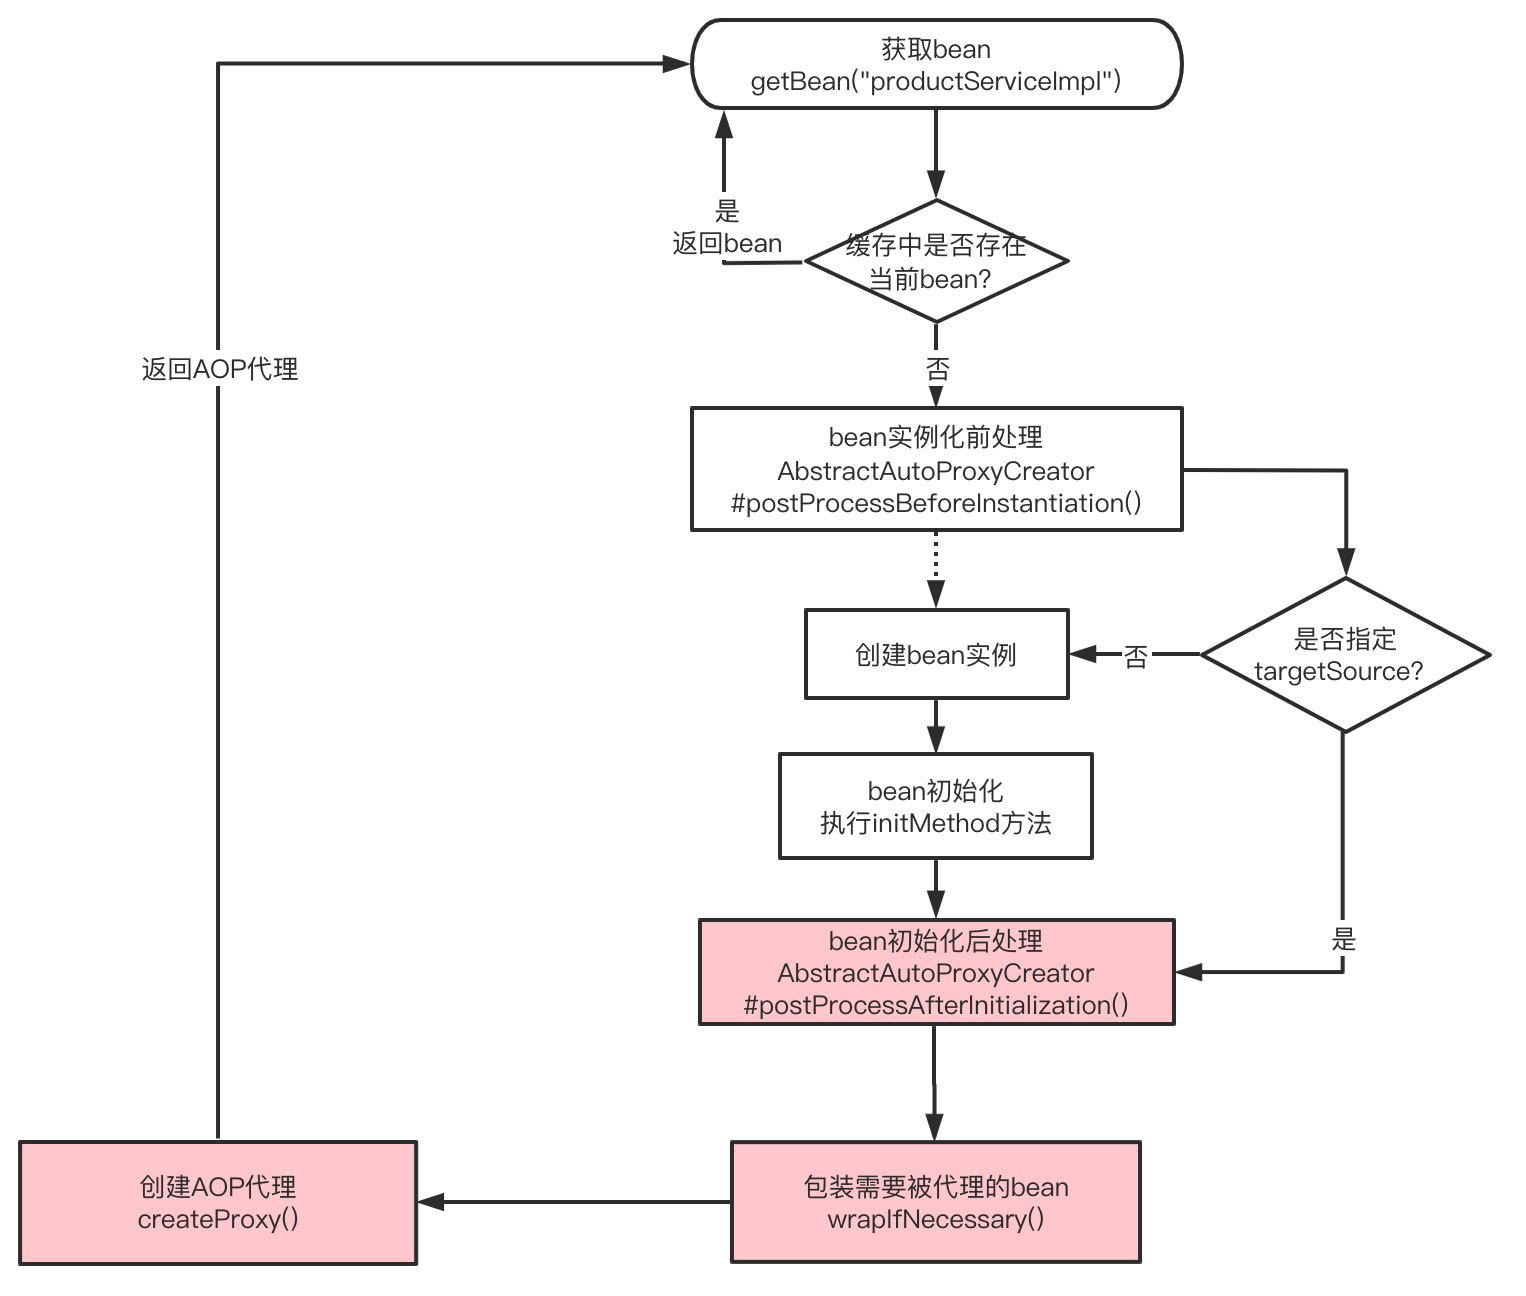 获取bean
getBean("productServiceImpl")
是
返回bean
缓存中是否存在
当前bean?
返回AOP代理
否
bean实例化前处理
AbstractAutoProxyCreator
#postProcessBeforeInstantiation()
创建bean实例
否
是否指定
targetSource?
bean初始化
执行initMethod方法
是
bean初始化后处理
AbstractAutoProxyCreator
#postProcessAfterInitialization()
创建AOP代理
createProxy()
包装需要被代理的bean
wrapIfNecessary()